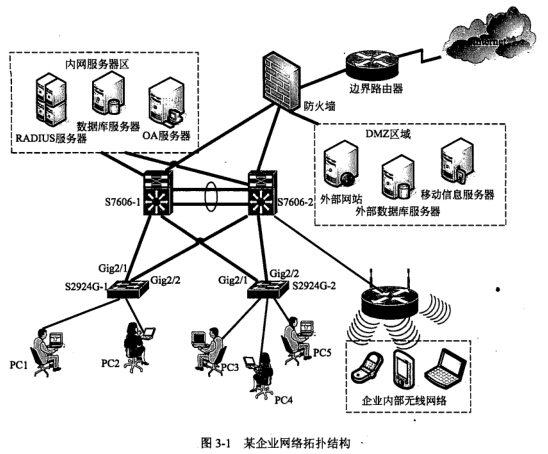 Internet
内网服务器区
边界路由器
防火墙
数据库服务器
RADIUS服务器
OA服务器
DMZ区域
外部网站
移动信息服务器
外部数据库服务器
S7606-1
S7606-2
Gig2/1
Gig2/2
Gig2/1
Gig2/2
S2924G-1
S2924G-2
PC1
PC2
PC3
PC4
PC5
企业内部无线网络
图 3-1 某企业网络拓扑结构